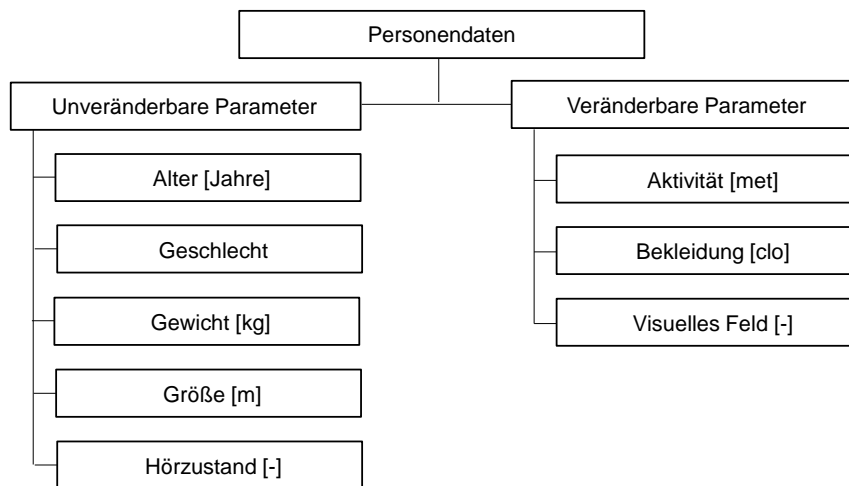 Personendaten
Unveränderbare Parameter
Alter [Jahre]
Geschlecht
Gewicht [kg]
Größe [m]
Hörzustand [-]
Veränderbare Parameter
Aktivität [met]
Bekleidung [clo]
Visuelles Feld [-]